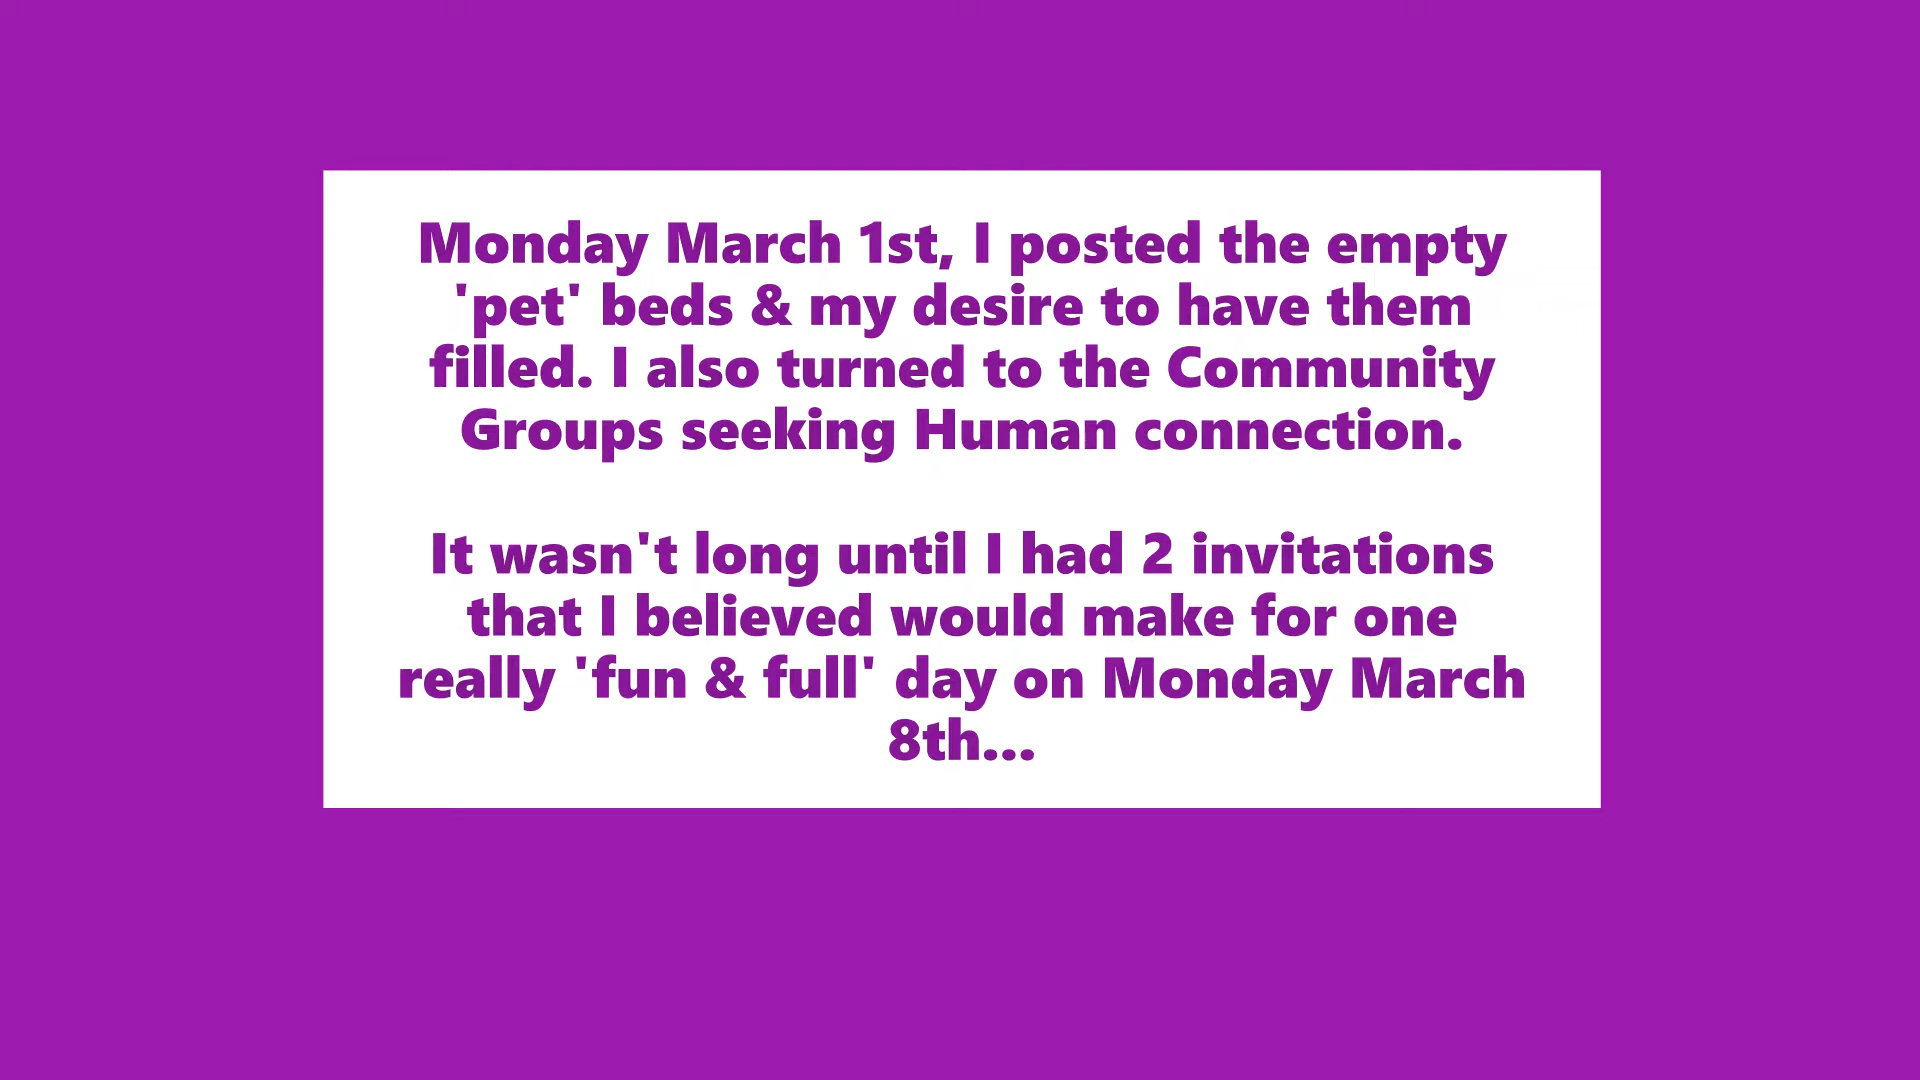 Monday March 1st, I posted the empty
'pet' beds & my desire to have them
filled. I also turned to the Community
Groups seeking Human connection.
It wasn't long until I had 2 invitations
that I believed would make for one
really 'fun & full' day on Monday March
8th...